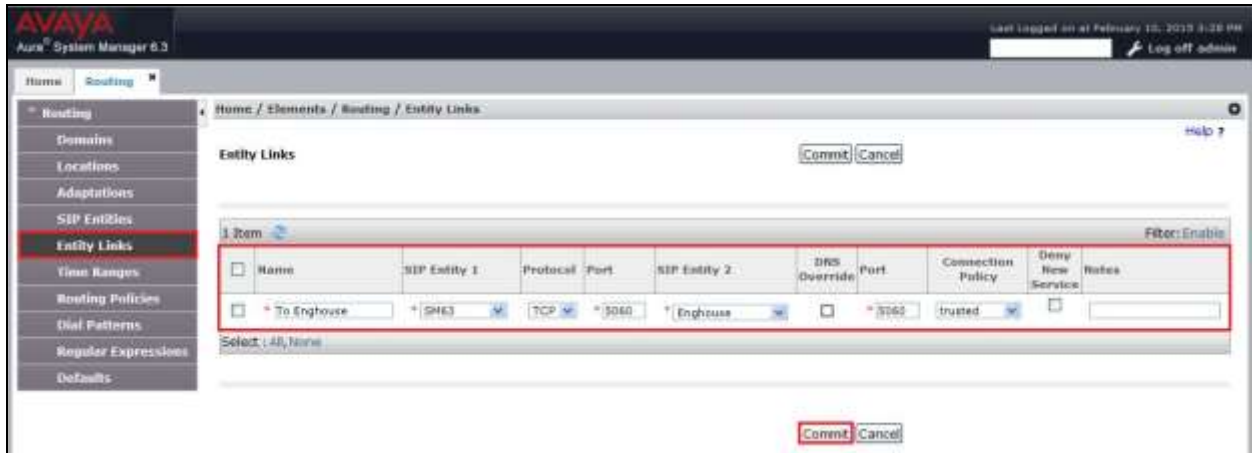 AVAYA
Aura® System Manager 6.3
Last Logged on at February 10, 2015 3:28 PM
Log off admin
Home Routing ✖
Routing
Domains
Locations
Adaptations
SIP Entities
Entity Links
Time Ranges
Routing Policies
Dial Patterns
Regular Expressions
Defaults
Home / Elements / Routing / Entity Links
Help ?
Entity Links
Commit Cancel
1 Item
Filter: Enable
Name SIP Entity 1 Protocol Port SIP Entity 2 DNS Override Port Connection Policy Deny New Service Notes
* To Enghouse * SM63 TCP * 5060 * Enghouse * 5060 trusted
Select : All, None
Commit Cancel